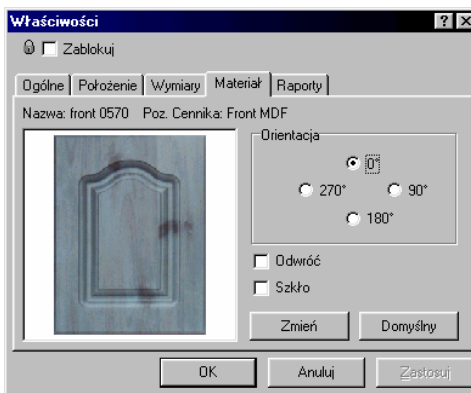 Właściwości
Zablokuj
Ogólne Położenie Wymiary Materiał Raporty
Nazwa: front 0570 Poz. Cennika: Front MDF
Orientacja
0°
270° 90°
180°
Odwróć
Szkło
Zmień Domyślny
OK Anuluj Zastosuj